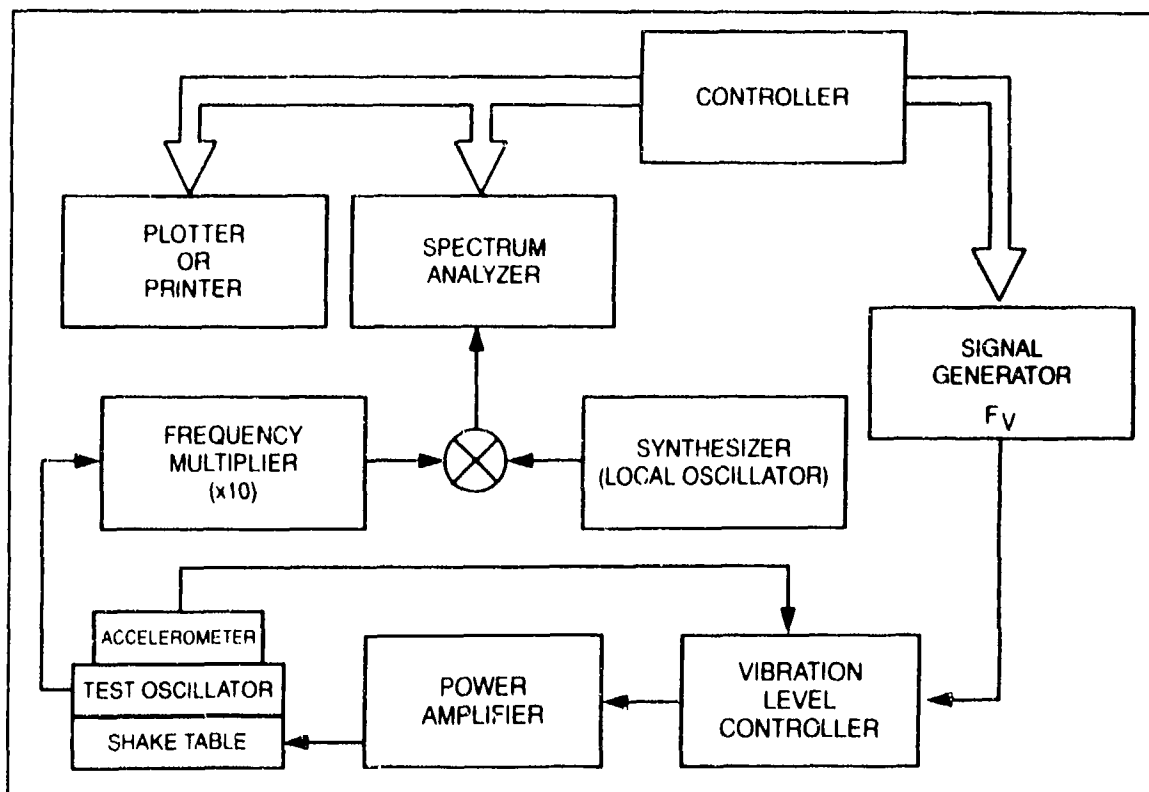 CONTROLLER
PLOTTER
OR
PRINTER
SPECTRUM
ANALYZER
SIGNAL
GENERATOR
FV
FREQUENCY
MULTIPLIER
(x10)
SYNTHESIZER
(LOCAL OSCILLATOR)
ACCELEROMETER
TEST OSCILLATOR
SHAKE TABLE
POWER
AMPLIFIER
VIBRATION
LEVEL
CONTROLLER